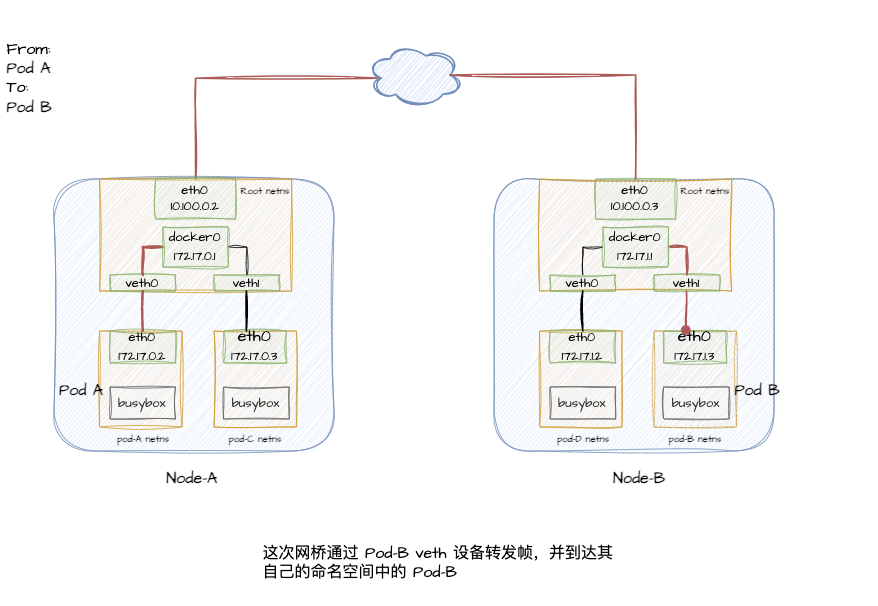 From:
Pod A
To:
Pod B
eth0
10.100.0.2
Root netns
docker0
172.17.0.1
veth0
veth1
eth0
172.17.0.2
eth0
172.17.0.3
Pod A
busybox
busybox
pod-A netns
pod-C netns
Node-A
eth0
10.100.0.3
Root netns
docker0
172.17.1.1
veth0
veth1
eth0
172.17.1.2
eth0
172.17.1.3
busybox
busybox
Pod B
pod-D netns
pod-B netns
Node-B
这次网桥通过 Pod-B veth 设备转发帧，并到达其
自己的命名空间中的 Pod-B